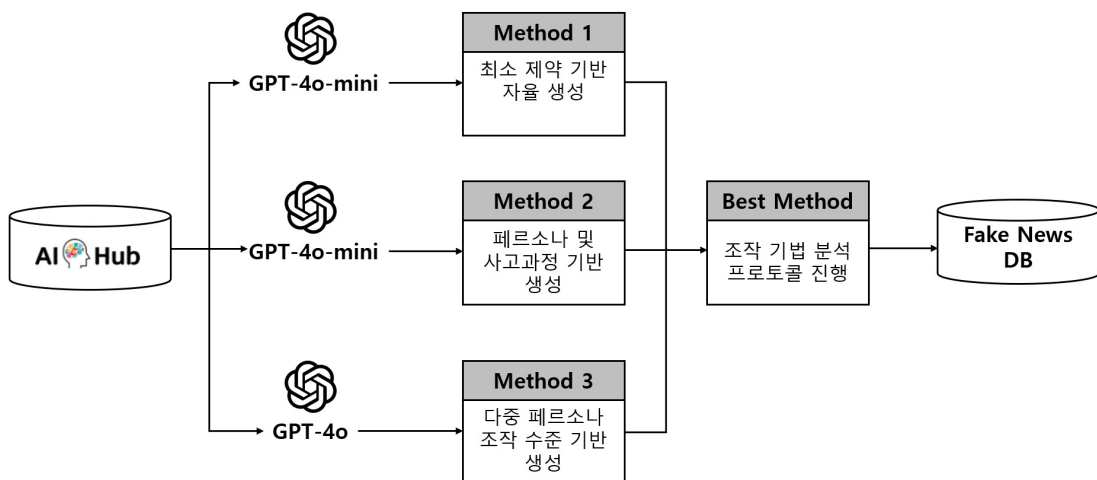 GPT-4o-mini
Method 1
최소 제약 기반
자율 생성
AI Hub
GPT-4o-mini
Method 2
페르소나 및
사고과정 기반
생성
Best Method
조작 기법 분석
프로토콜 진행
Fake News
DB
GPT-4o
Method 3
다중 페르소나
조작 수준 기반
생성